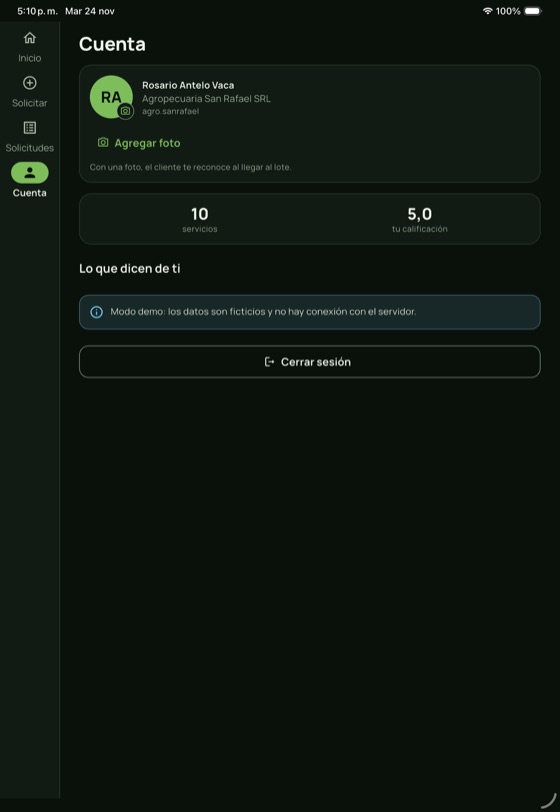 5:10 p. m. Mar 24 nov
100%
Inicio
Solicitar
Solicitudes
Cuenta
Cuenta
RA
Rosario Antelo Vaca
Agropecuaria San Rafael SRL
agro.sanrafael
Agregar foto
Con una foto, el cliente te reconoce al llegar al lote.
10
servicios
5,0
tu calificación
Lo que dicen de ti
Modo demo: los datos son ficticios y no hay conexión con el servidor.
Cerrar sesión